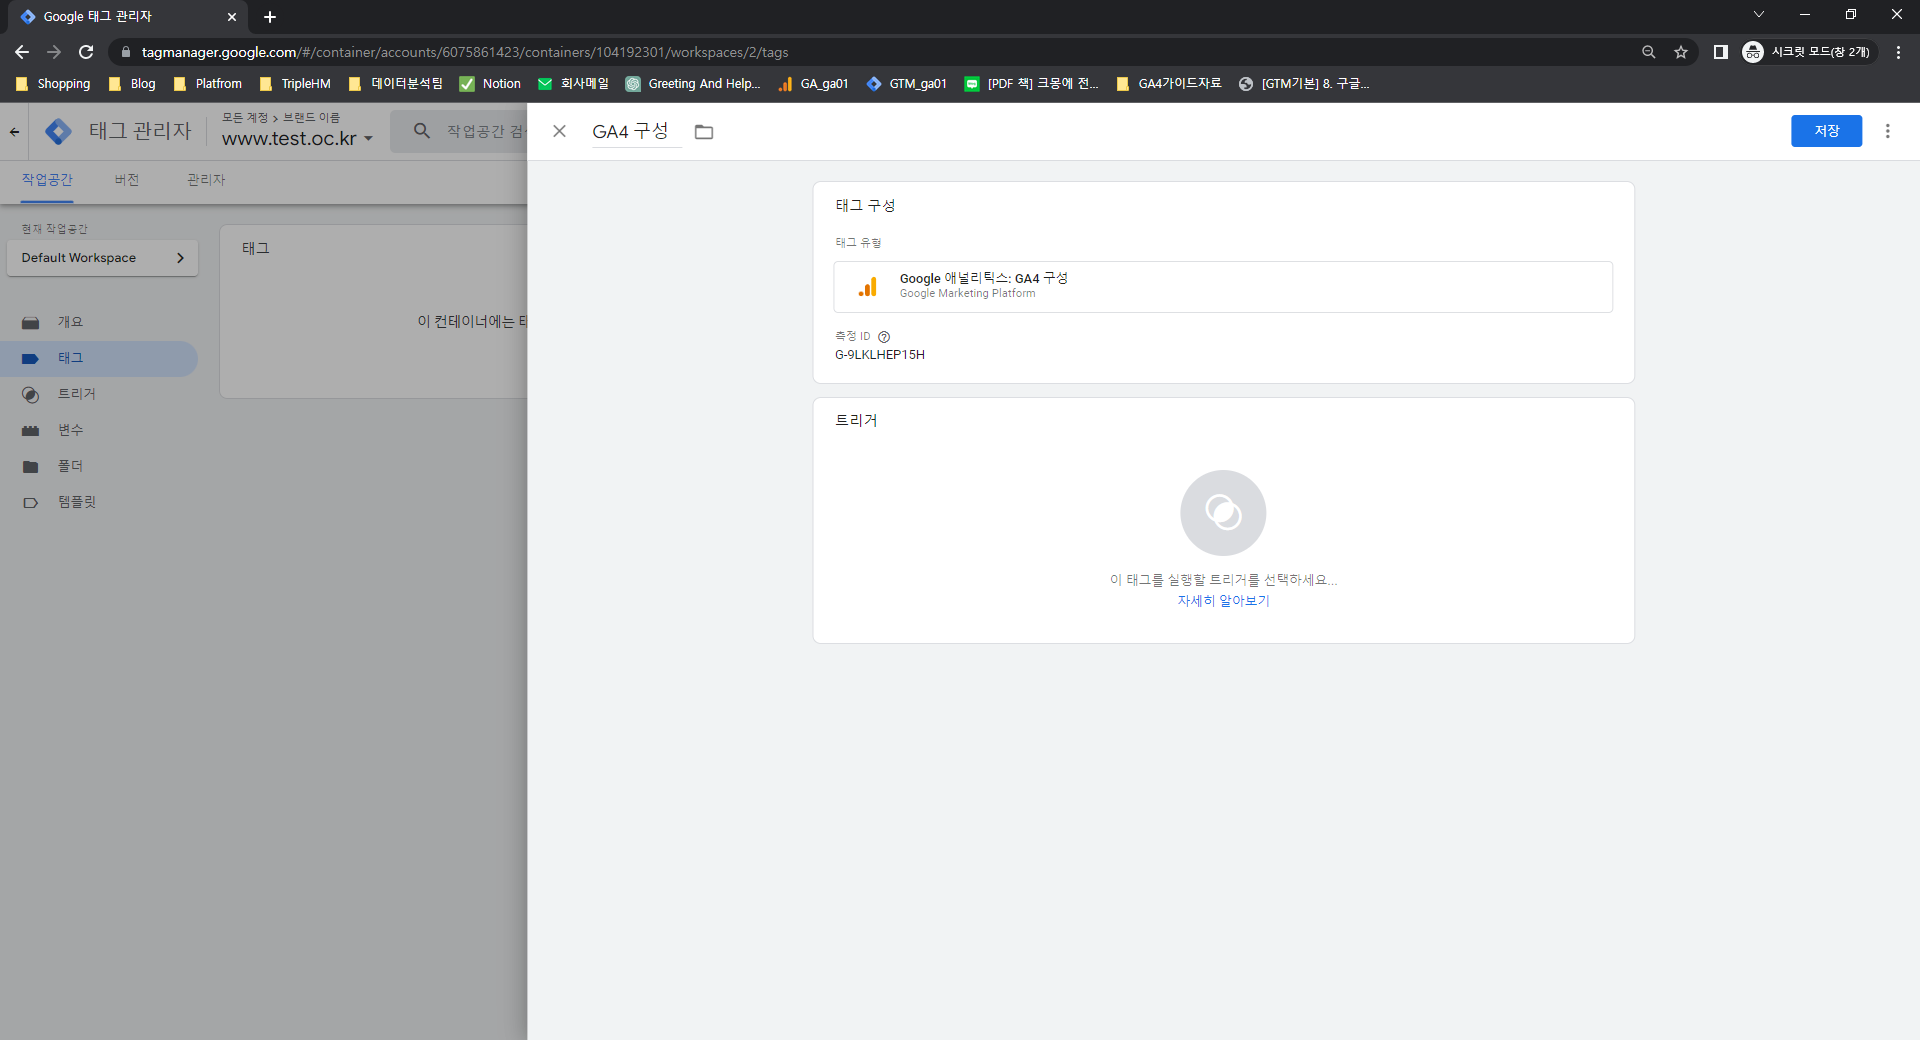 Google 태그 관리자
tagmanager.google.com/#/container/accounts/6075861423/containers/104192301/workspaces/2/tags
시크릿 모드(창 2개)
Shopping
Blog
Platfrom
TripleHM
데이터분석팀
Notion
회사메일
Greeting And Help...
GA_ga01
GTM_ga01
[PDF 책] 크몽에 전...
GA4가이드자료
[GTM기본] 8. 구글...
태그 관리자
모든 계정 > 브랜드 이름
www.test.oc.kr
작업공간 검
작업공간
버전
관리자
현재 작업공간
Default Workspace
개요
태그
트리거
변수
폴더
템플릿
태그
이 컨테이너에는 태
GA4 구성
저장
태그 구성
태그 유형
Google 애널리틱스: GA4 구성
Google Marketing Platform
측정 ID
G-9LKLHEP15H
트리거
이 태그를 실행할 트리거를 선택하세요...
자세히 알아보기